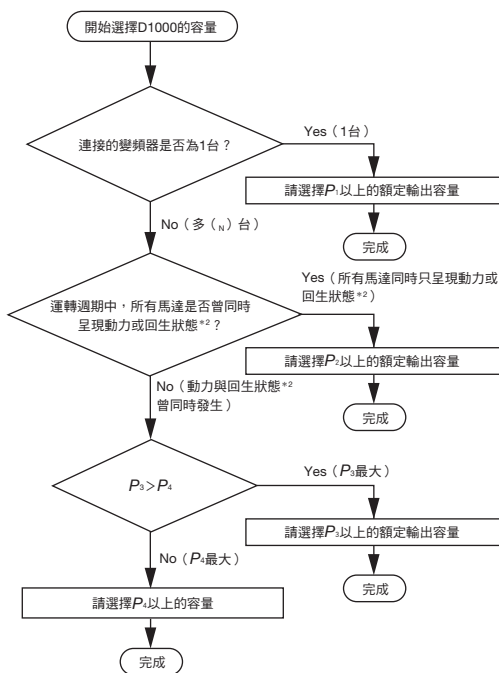 開始選擇D1000的容量
連接的變頻器是否為1台？
Yes（1台）
請選擇P₁以上的額定輸出容量
完成
No（多（N）台）
運轉週期中，所有馬達是否曾同時
呈現動力或回生狀態*2？
Yes（所有馬達同時只呈現動力或
回生狀態*2）
請選擇P₂以上的額定輸出容量
完成
No（動力與回生狀態*2
曾同時發生）
P₃＞P₄
Yes（P₃最大）
請選擇P₃以上的額定輸出容量
完成
No（P₄最大）
請選擇P₄以上的容量
完成